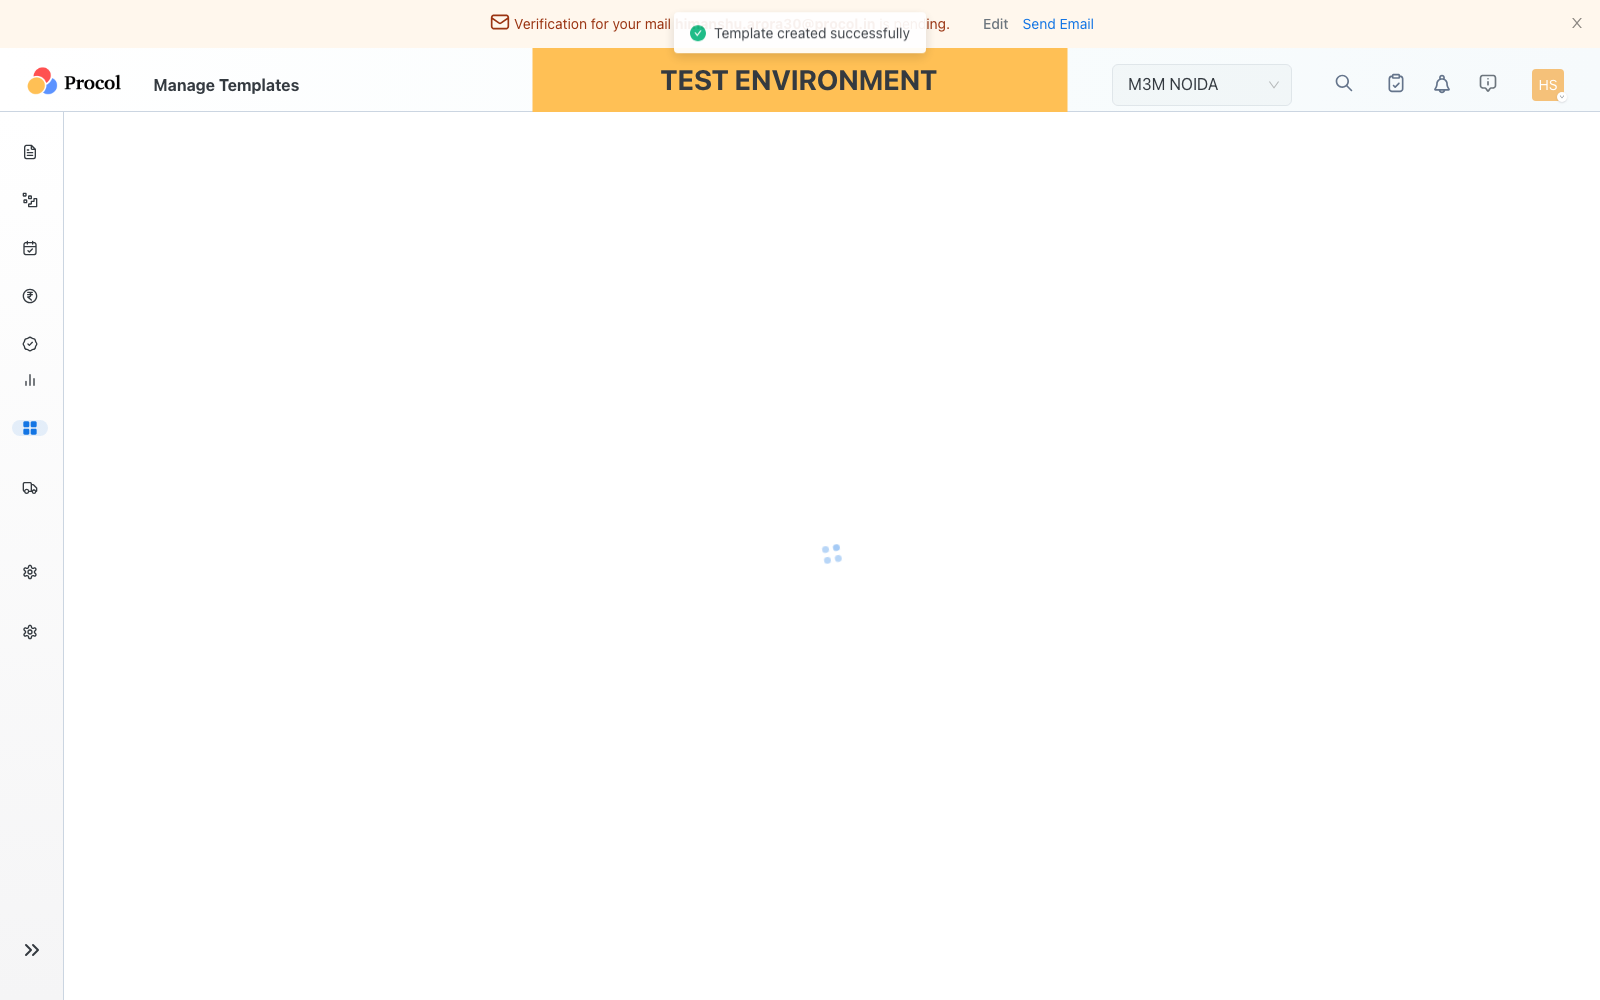 Verification for your mail ing. Edit Send Email
Template created successfully
Procol
Manage Templates
TEST ENVIRONMENT
M3M NOIDA
HS